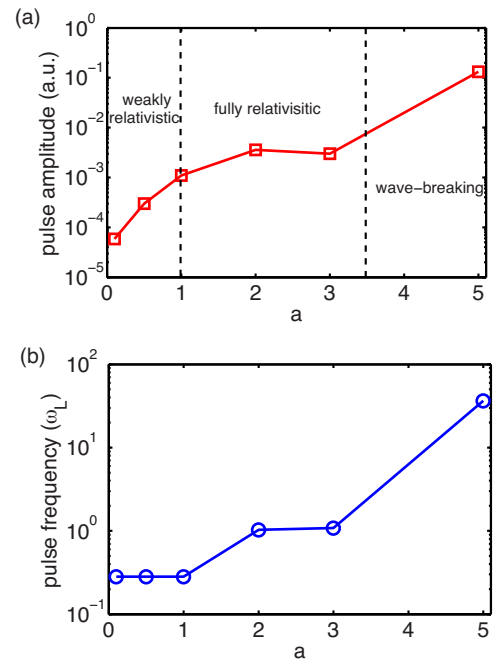 (a)
10^0
10^-1
10^-2
10^-3
10^-4
10^-5
pulse amplitude (a.u.)
weakly
relativistic
fully relativisitic
wave-breaking
0 1 2 3 4 5
a
(b)
10^2
10^1
10^0
10^-1
pulse frequency (ω_L)
0 1 2 3 4 5
a